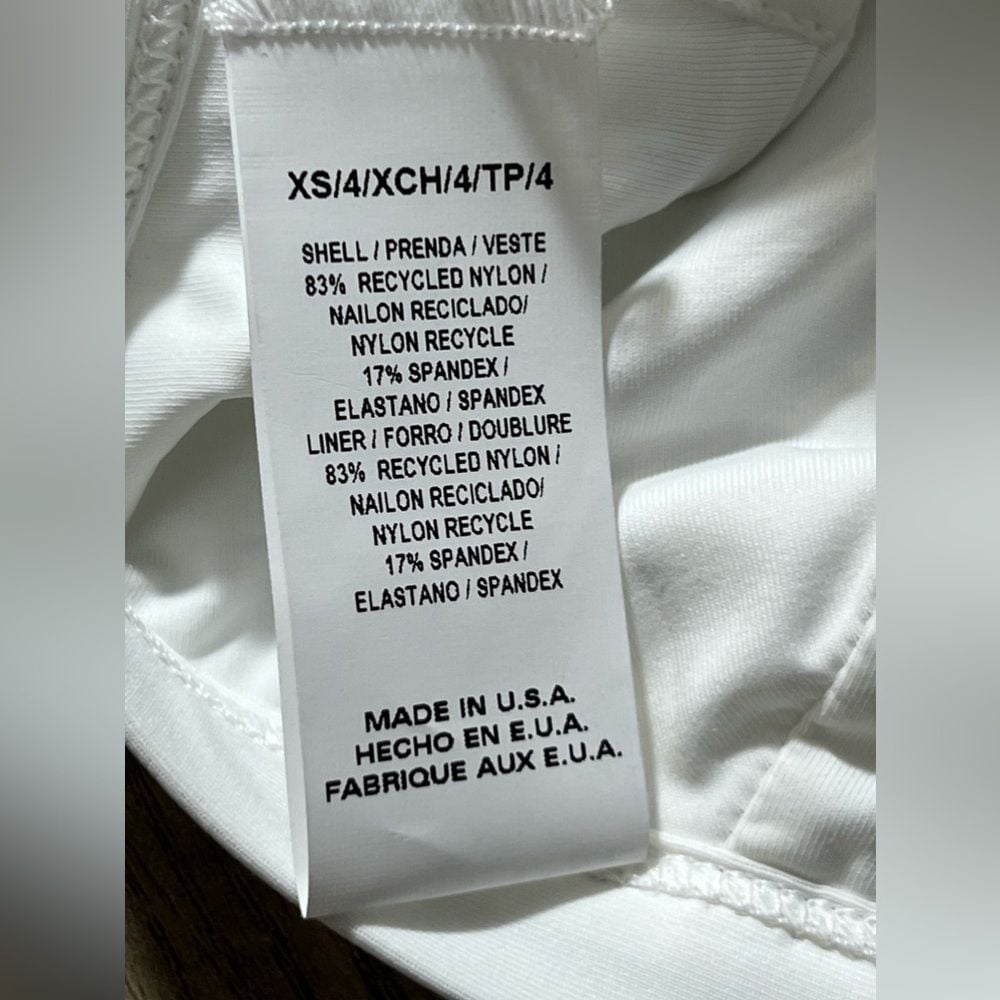 XS/4/XCH/4/TP/4
SHELL / PRENDA / VESTE
83% RECYCLED NYLON /
NAILON RECICLADO/
NYLON RECYCLE
17% SPANDEX /
ELASTANO / SPANDEX
LINER / FORRO / DOUBLURE
83% RECYCLED NYLON /
NAILON RECICLADO/
NYLON RECYCLE
17% SPANDEX /
ELASTANO / SPANDEX
MADE IN U.S.A.
HECHO EN E.U.A.
FABRIQUE AUX E.U.A.